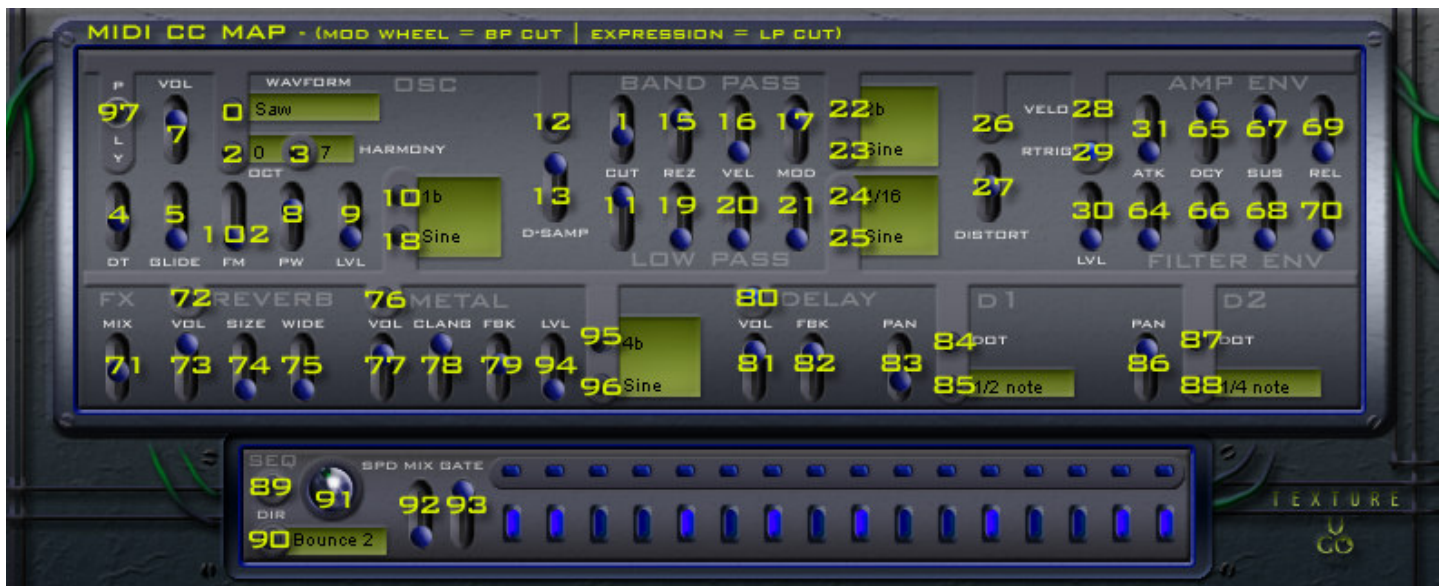 MIDI CC MAP - (MOD WHEEL = BP CUT | EXPRESSION = LP CUT)
P VOL WAVFORM OSC BAND PASS AMP ENV
97 7 0 Saw 12 1 15 16 17 22 2b 26 VELO 28 31 65 67 69
L 2 0 3 7 HARMONY 23 Sine RTRIG 29
Y OCT CUT REZ VEL MOD ATK DCY SUS REL
4 5 102 8 9 10 1b 13 11 19 20 21 24 1/16 27 30 64 66 68 70
18 Sine D-SAMP 25 Sine DISTORT
DT GLIDE FM PW LVL LOW PASS LVL FILTER ENV
FX 72 REVERB 76 METAL 80 DELAY D1 D2
MIX VOL SIZE WIDE VOL CLANG FBK LVL 95 4b VOL FBK PAN 84 DOT PAN 87 DOT
71 73 74 75 77 78 79 94 81 82 83 86
96 Sine 85 1/2 note 88 1/4 note
SEQ SPD MIX GATE
89 91 92 93
DIR
90 Bounce 2
TEXTURE
U
GO